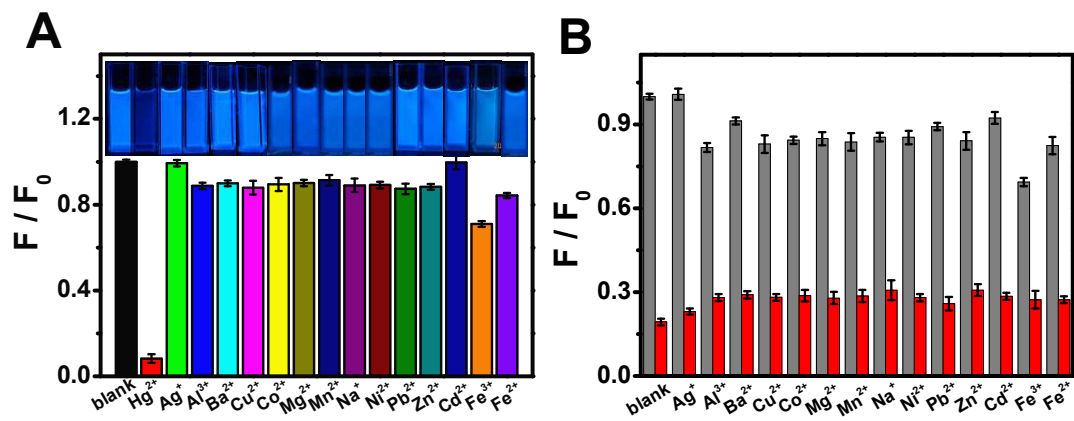 A
F / F₀
1.2
1.0
0.8
0.4
0.0
blank Hg²⁺ Ag⁺ Al³⁺ Ba²⁺ Cu²⁺ Co²⁺ Mg²⁺ Mn²⁺ Na⁺ Ni²⁺ Pb²⁺ Zn²⁺ Cd²⁺ Fe³⁺ Fe²⁺
B
F / F₀
0.9
0.6
0.3
0.0
blank Ag⁺ Al³⁺ Ba²⁺ Cu²⁺ Co²⁺ Mg²⁺ Mn²⁺ Na⁺ Ni²⁺ Pb²⁺ Zn²⁺ Cd²⁺ Fe³⁺ Fe²⁺